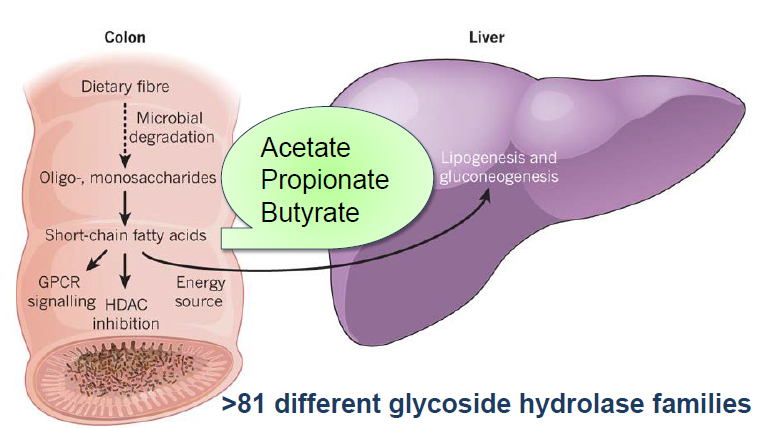 Colon
Liver
Dietary fibre
Microbial
degradation
Oligo-, monosaccharides
Short-chain fatty acids
GPCR
signalling
HDAC
inhibition
Energy
source
Acetate
Propionate
Butyrate
Lipogenesis and
gluconeogenesis
>81 different glycoside hydrolase families